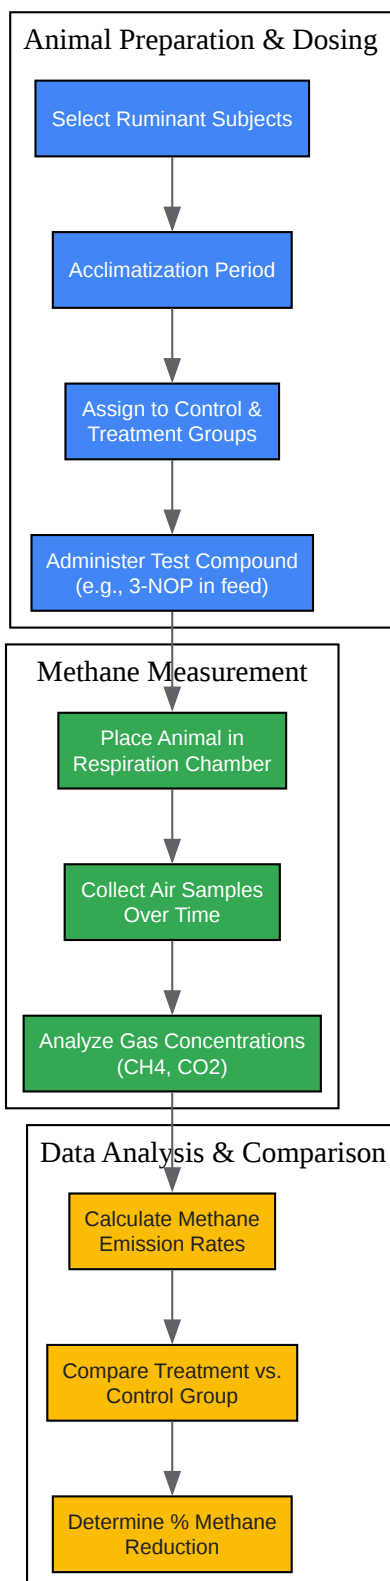 Animal Preparation & Dosing
Select Ruminant Subjects
Acclimatization Period
Assign to Control &
Treatment Groups
Administer Test Compound
(e.g., 3-NOP in feed)
Methane Measurement
Place Animal in
Respiration Chamber
Collect Air Samples
Over Time
Analyze Gas Concentrations
(CH4, CO2)
Data Analysis & Comparison
Calculate Methane
Emission Rates
Compare Treatment vs.
Control Group
Determine % Methane
Reduction